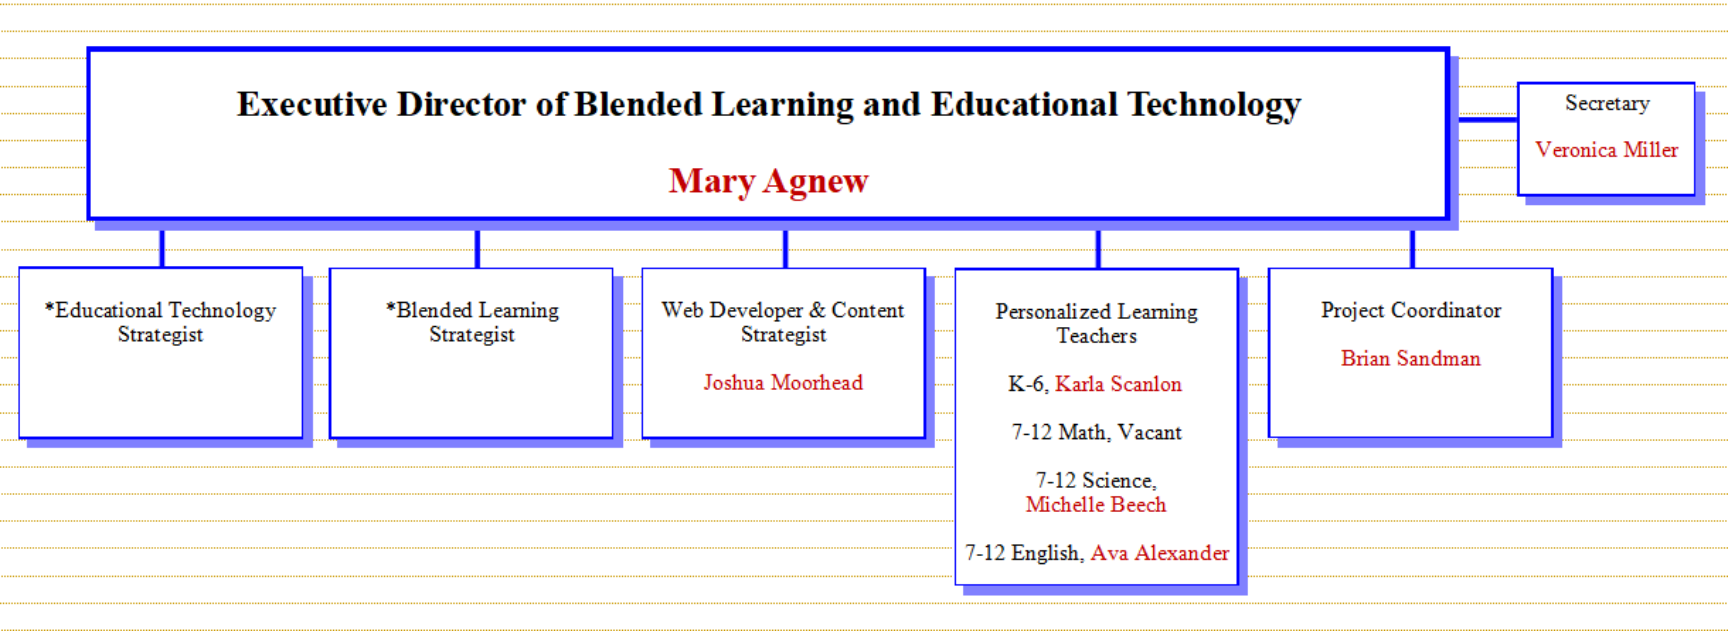 Executive Director of Blended Learning and Educational Technology
Mary Agnew
Secretary
Veronica Miller
*Educational Technology
Strategist
*Blended Learning
Strategist
Web Developer & Content
Strategist
Joshua Moorhead
Personalized Learning
Teachers
K-6, Karla Scanlon
7-12 Math, Vacant
7-12 Science,
Michelle Beech
7-12 English, Ava Alexander
Project Coordinator
Brian Sandman